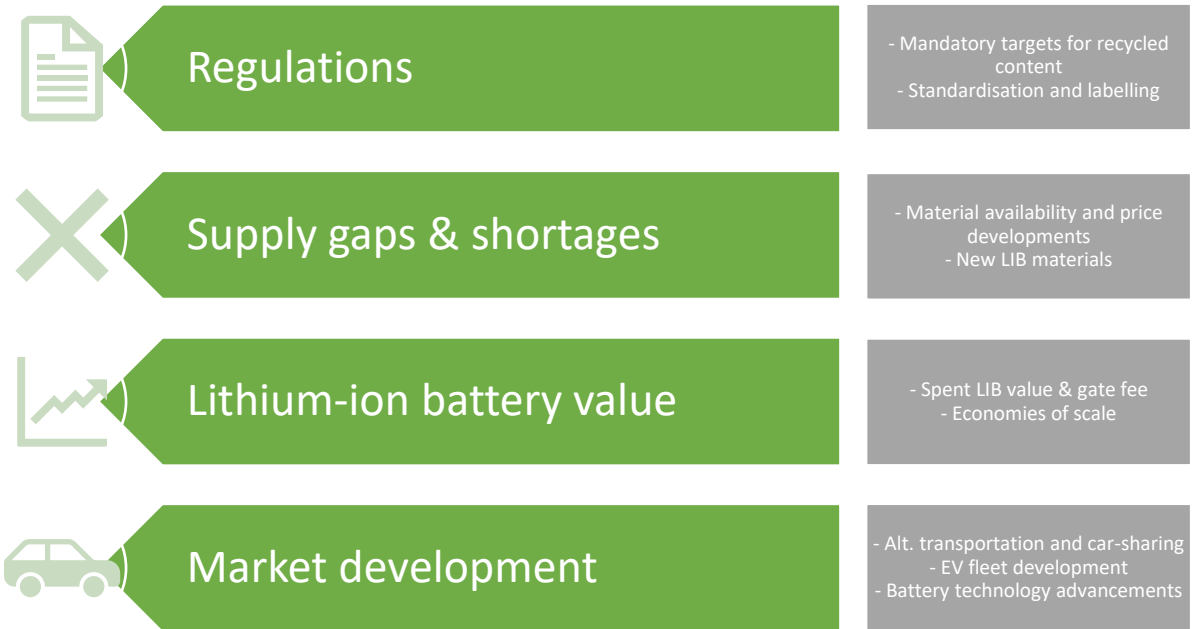 Regulations
- Mandatory targets for recycled
content
- Standardisation and labelling
Supply gaps & shortages
- Material availability and price
developments
- New LIB materials
Lithium-ion battery value
- Spent LIB value & gate fee
- Economies of scale
Market development
- Alt. transportation and car-sharing
- EV fleet development
- Battery technology advancements